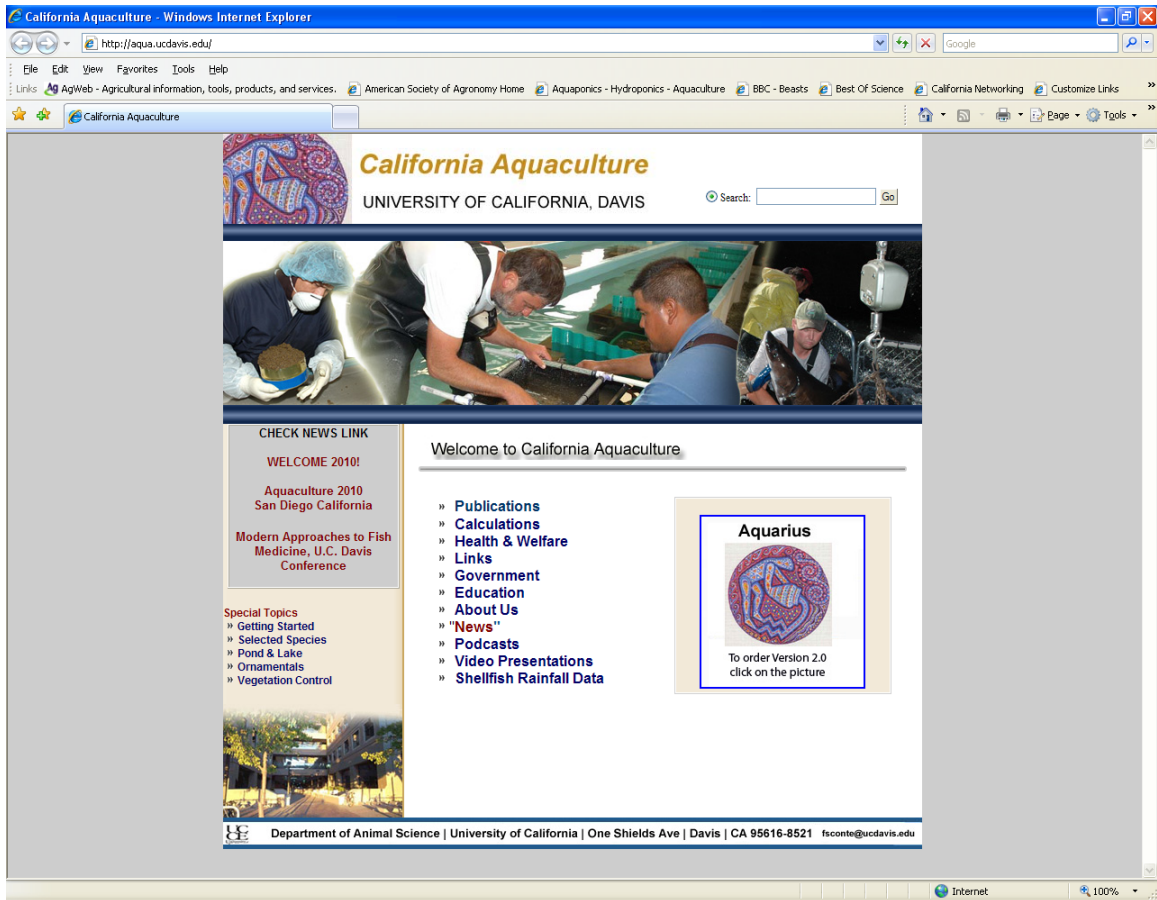 California Aquaculture - Windows Internet Explorer
http://aqua.ucdavis.edu/
Google
File Edit View Favorites Tools Help
Links AgWeb - Agricultural information, tools, products, and services. American Society of Agronomy Home Aquaponics - Hydroponics - Aquaculture BBC - Beasts Best Of Science California Networking Customize Links »
California Aquaculture
Page Tools »
California Aquaculture
UNIVERSITY OF CALIFORNIA, DAVIS
Search: Go
CHECK NEWS LINK
WELCOME 2010!
Aquaculture 2010
San Diego California
Modern Approaches to Fish
Medicine, U.C. Davis
Conference
Special Topics
» Getting Started
» Selected Species
» Pond & Lake
» Ornamentals
» Vegetation Control
Welcome to California Aquaculture
» Publications
» Calculations
» Health & Welfare
» Links
» Government
» Education
» About Us
» "News"
» Podcasts
» Video Presentations
» Shellfish Rainfall Data
Aquarius
To order Version 2.0
click on the picture
UC
CE
Department of Animal Science | University of California | One Shields Ave | Davis | CA 95616-8521 fsconte@ucdavis.edu
Internet 100%